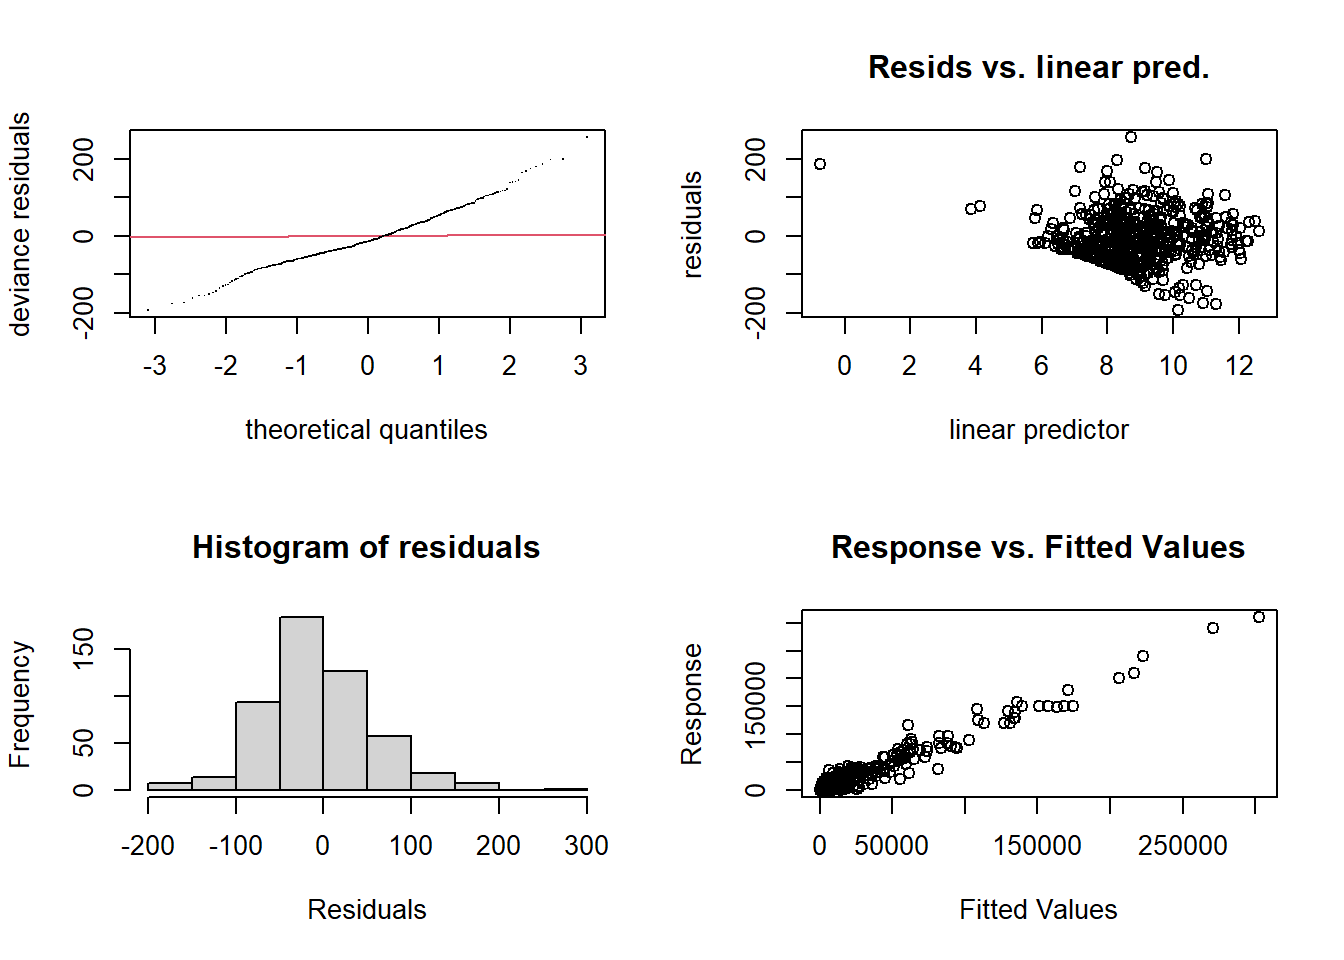 deviance residuals
200
0
-200
-3 -2 -1 0 1 2 3
theoretical quantiles
Resids vs. linear pred.
residuals
200
0
-200
0 2 4 6 8 10 12
linear predictor
Histogram of residuals
Frequency
150
50
0
-200 -100 0 100 200 300
Residuals
Response vs. Fitted Values
Response
150000
0
0 50000 150000 250000
Fitted Values